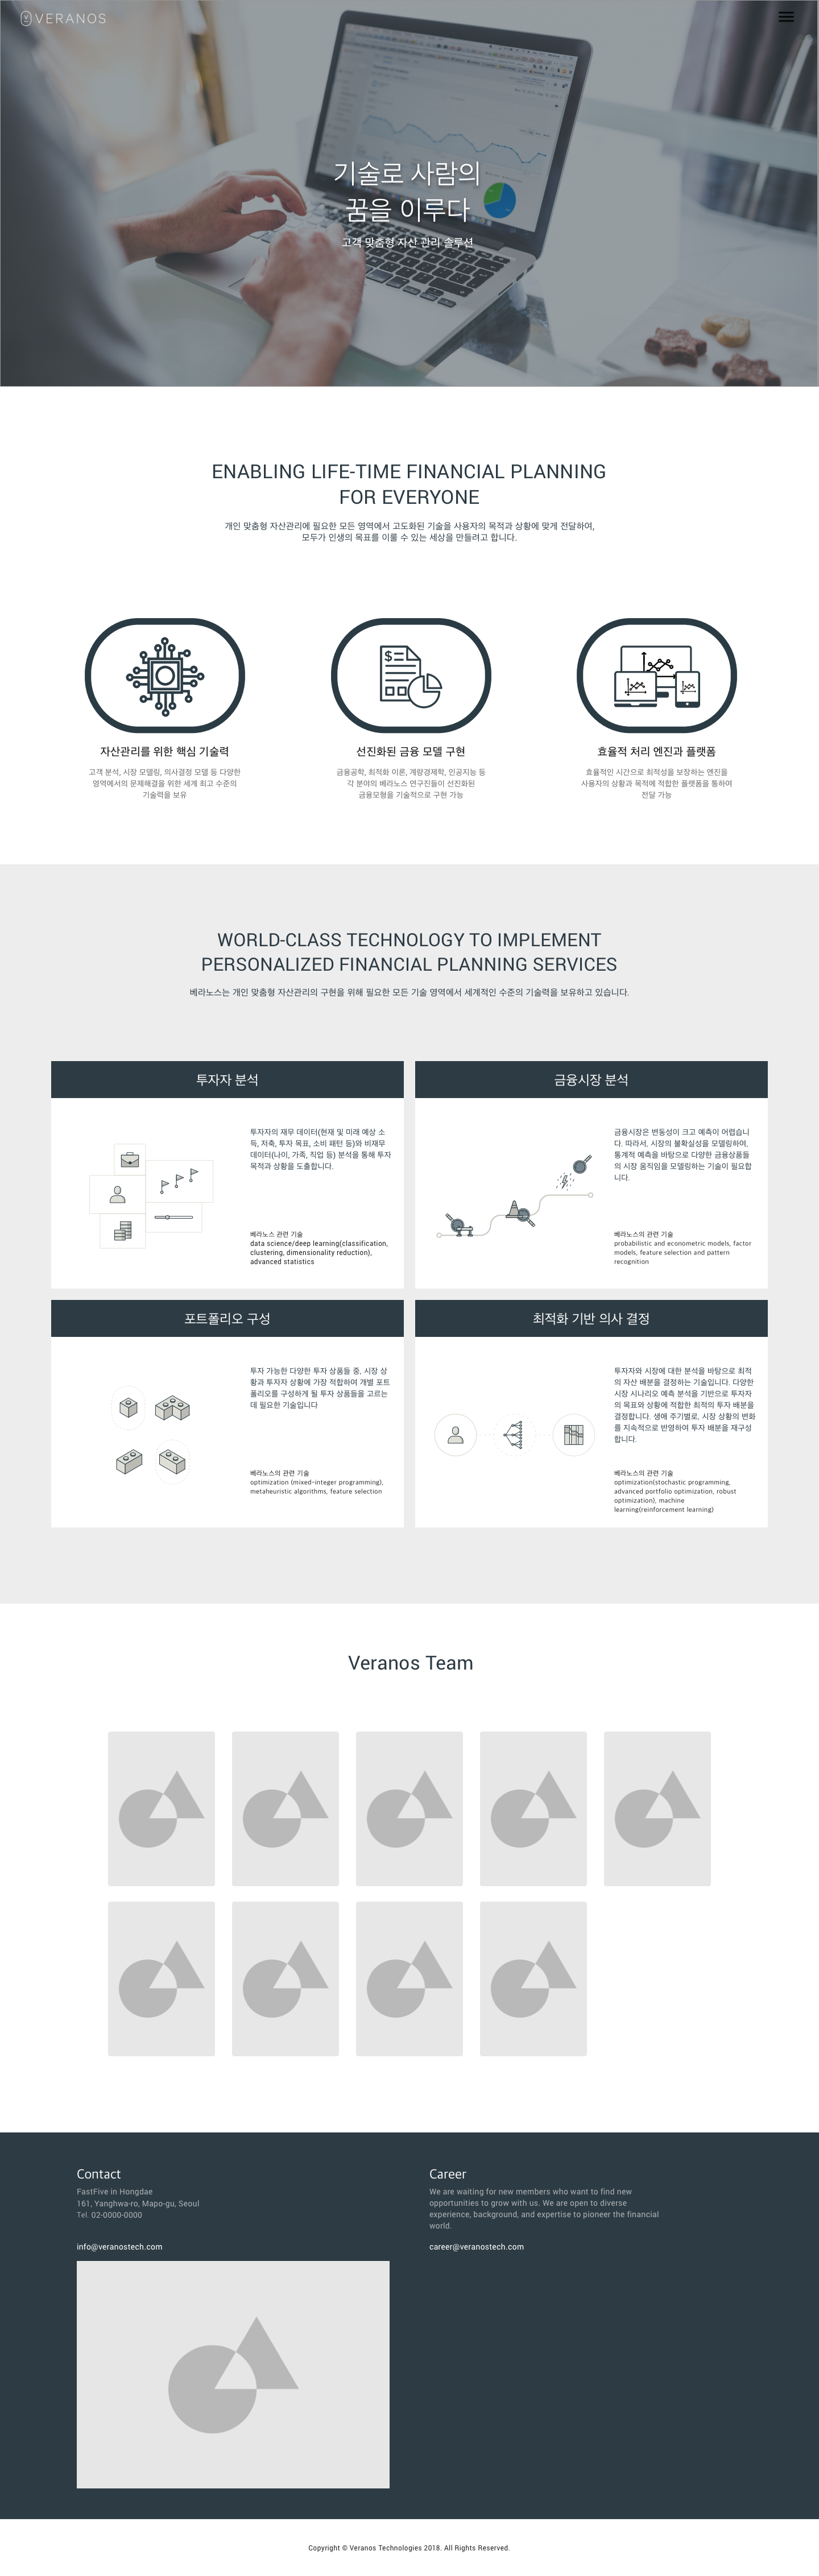 VERANOS
기술로 사람의
꿈을 이루다
고객 맞춤형 자산 관리 솔루션
ENABLING LIFE-TIME FINANCIAL PLANNING
FOR EVERYONE
개인 맞춤형 자산관리에 필요한 모든 영역에서 고도화된 기술을 사용자의 목적과 상황에 맞게 전달하여,
모두가 인생의 목표를 이룰 수 있는 세상을 만들려고 합니다.
자산관리를 위한 핵심 기술력
고객 분석, 시장 모델링, 의사결정 모델 등 다양한
영역에서의 문제해결을 위한 세계 최고 수준의
기술력을 보유
선진화된 금융 모델 구현
금융공학, 최적화 이론, 계량경제학, 인공지능 등
각 분야의 베라노스 연구진들이 선진화된
금융모형을 기술적으로 구현 가능
효율적 처리 엔진과 플랫폼
효율적인 시간으로 최적성을 보장하는 엔진을
사용자의 상황과 목적에 적합한 플랫폼을 통하여
전달 가능
WORLD-CLASS TECHNOLOGY TO IMPLEMENT
PERSONALIZED FINANCIAL PLANNING SERVICES
베라노스는 개인 맞춤형 자산관리의 구현을 위해 필요한 모든 기술 영역에서 세계적인 수준의 기술력을 보유하고 있습니다.
투자자 분석
투자자의 재무 데이터(현재 및 미래 예상 소
득, 저축, 투자 목표, 소비 패턴 등)와 비재무
데이터(나이, 가족, 직업 등) 분석을 통해 투자
목적과 상황을 도출합니다.
베라노스 관련 기술
data science/deep learning(classification,
clustering, dimensionality reduction),
advanced statistics
금융시장 분석
금융시장은 변동성이 크고 예측이 어렵습니
다. 따라서, 시장의 불확실성을 모델링하여,
통계적 예측을 바탕으로 다양한 금융상품들
의 시장 움직임을 모델링하는 기술이 필요합
니다.
베라노스의 관련 기술
probabilistic and econometric models, factor
models, feature selection and pattern
recognition
포트폴리오 구성
투자 가능한 다양한 투자 상품들 중, 시장 상
황과 투자자 상황에 가장 적합하여 개별 포트
폴리오를 구성하게 될 투자 상품들을 고르는
데 필요한 기술입니다
베라노스의 관련 기술
optimization (mixed-integer programming),
metaheuristic algorithms, feature selection
최적화 기반 의사 결정
투자자와 시장에 대한 분석을 바탕으로 최적
의 자산 배분을 결정하는 기술입니다. 다양한
시장 시나리오 예측 분석을 기반으로 투자자
의 목표와 상황에 적합한 최적의 투자 배분을
결정합니다. 생애 주기별로, 시장 상황의 변화
를 지속적으로 반영하여 투자 배분을 재구성
합니다.
베라노스의 관련 기술
optimization(stochastic programming,
advanced portfolio optimization, robust
optimization), machine
learning(reinforcement learning)
Veranos Team
Contact
FastFive in Hongdae
161, Yanghwa-ro, Mapo-gu, Seoul
Tel. 02-0000-0000
info@veranostech.com
Career
We are waiting for new members who want to find new
opportunities to grow with us. We are open to diverse
experience, background, and expertise to pioneer the financial
world.
career@veranostech.com
Copyright © Veranos Technologies 2018. All Rights Reserved.